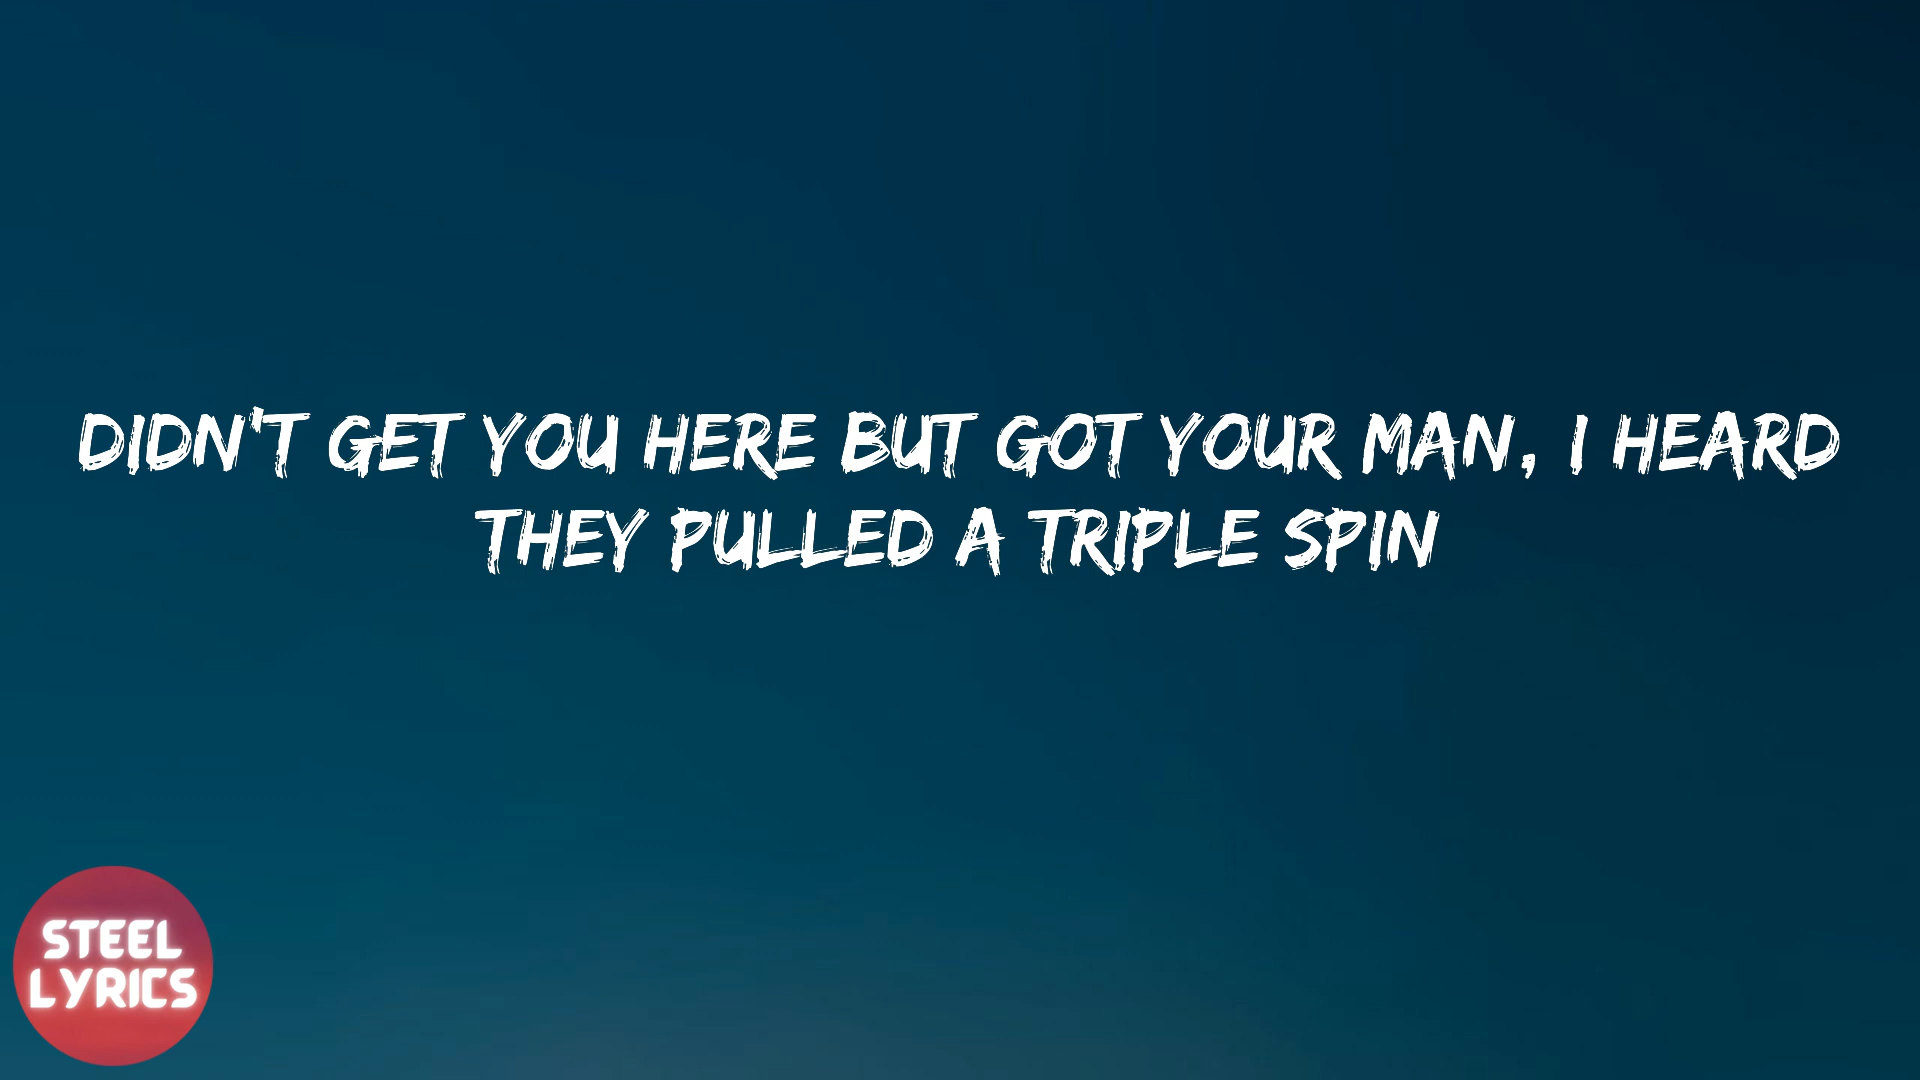 DIDN'T GET YOU HERE BUT GOT YOUR MAN, I HEARD
THEY PULLED A TRIPLE SPIN
STEEL
LYRICS